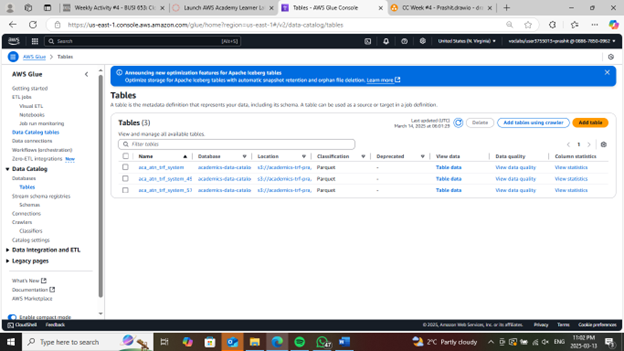 Weekly Activity #4 - BUSI 653: Cl
Launch AWS Academy Learner L
Tables - AWS Glue Console
CC Week #4 - Prashit.drawio - dr
https://us-east-1.console.aws.amazon.com/glue/home?region=us-east-1#/v2/data-catalog/tables
aws
Search
[Alt+S]
United States (N. Virginia)
AWS Glue > Tables
AWS Glue
Getting started
ETL jobs
Visual ETL
Notebooks
Job run monitoring
Data Catalog tables
Data connections
Workflows (orchestration)
Zero-ETL integrations New
Data Catalog
Databases
Tables
Stream schema registries
Schemas
Connections
Crawlers
Classifiers
Catalog settings
Data Integration and ETL
Legacy pages
What's New
Documentation
AWS Marketplace
Enable compact mode
Announcing new optimization features for Apache Iceberg tables
Optimize storage for Apache Iceberg tables with automatic snapshot retention and orphan file deletion. Learn more
Tables
A table is the metadata definition that represents your data, including its schema. A table can be used as a source or target in a job definition.
Tables (3)
Last updated (UTC)
March 14, 2025 at 06:01:25
Delete
Add tables using crawler
Add table
View and manage all available tables.
Filter tables
1
Name Database Location Classification Deprecated View data Data quality Column statistics
aca_atn_trf_system academics-data-catalo s3://academics-trf-pra Parquet - Table data View data quality View statistics
aca_atn_trf_system_45 academics-data-catalo s3://academics-trf-pra Parquet - Table data View data quality View statistics
aca_atn_trf_system_51 academics-data-catalo s3://academics-trf-pra Parquet - Table data View data quality View statistics
CloudShell Feedback
© 2025, Amazon Web Services, Inc. or its affiliates. Privacy Terms Cookie preferences
Type here to search
47
2°C Partly cloudy
ENG
11:02 PM
2025-03-13